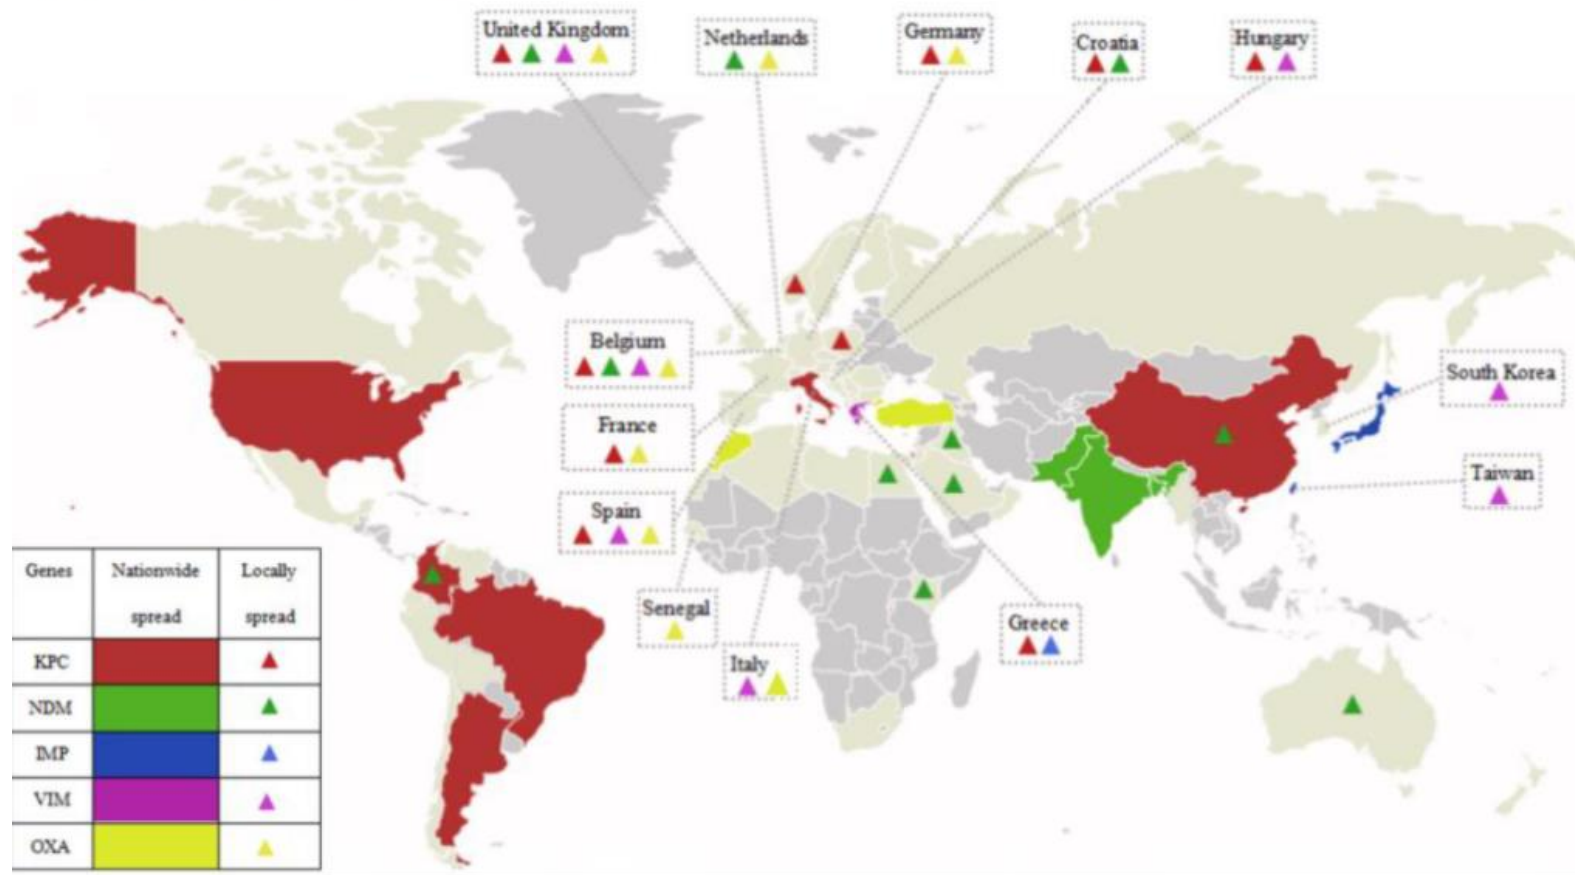 United Kingdom
Netherlands
Germany
Croatia
Hungary
Belgium
South Korea
France
Taiwan
Spain
Senegal
Greece
Italy
Genes Nationwide spread Locally spread
KPC
NDM
IMP
VIM
OXA